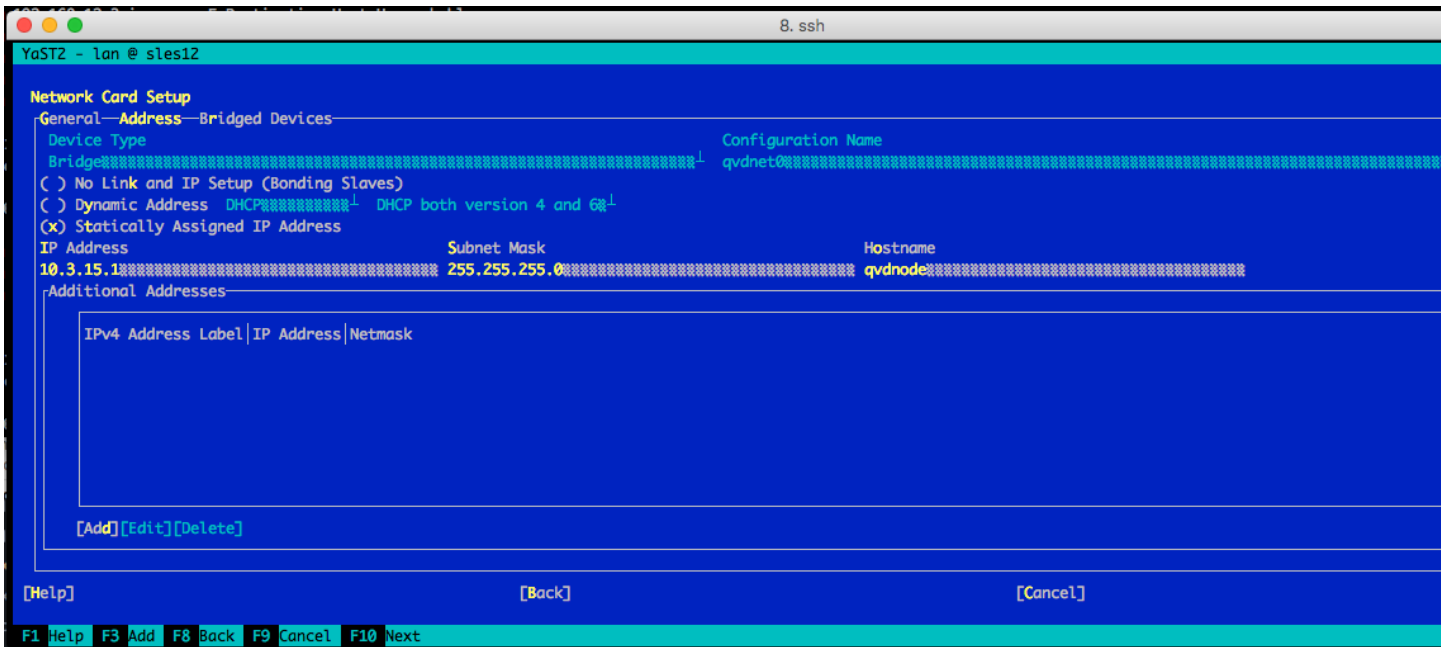 8. ssh
YaST2 - lan @ sles12
Network Card Setup
General Address Bridged Devices
Device Type Configuration Name
Bridge qvdnet0
( ) No Link and IP Setup (Bonding Slaves)
( ) Dynamic Address DHCP DHCP both version 4 and 6
(x) Statically Assigned IP Address
IP Address Subnet Mask Hostname
10.3.15.1 255.255.255.0 qvdnode
Additional Addresses
IPv4 Address Label|IP Address|Netmask
[Add][Edit][Delete]
[Help] [Back] [Cancel]
F1 Help F3 Add F8 Back F9 Cancel F10 Next